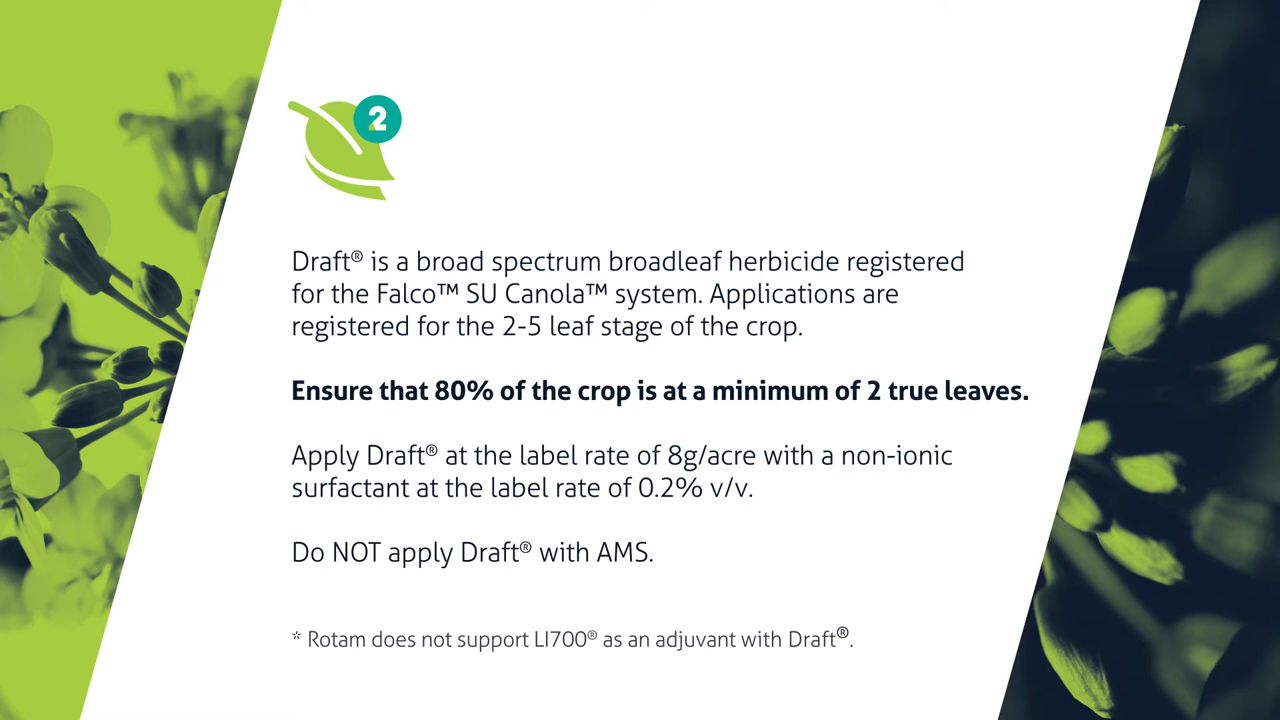 2
Draft® is a broad spectrum broadleaf herbicide registered
for the Falco™ SU Canola™ system. Applications are
registered for the 2-5 leaf stage of the crop.
Ensure that 80% of the crop is at a minimum of 2 true leaves.
Apply Draft® at the label rate of 8g/acre with a non-ionic
surfactant at the label rate of 0.2% v/v.
Do NOT apply Draft® with AMS.
* Rotam does not support LI700® as an adjuvant with Draft®.